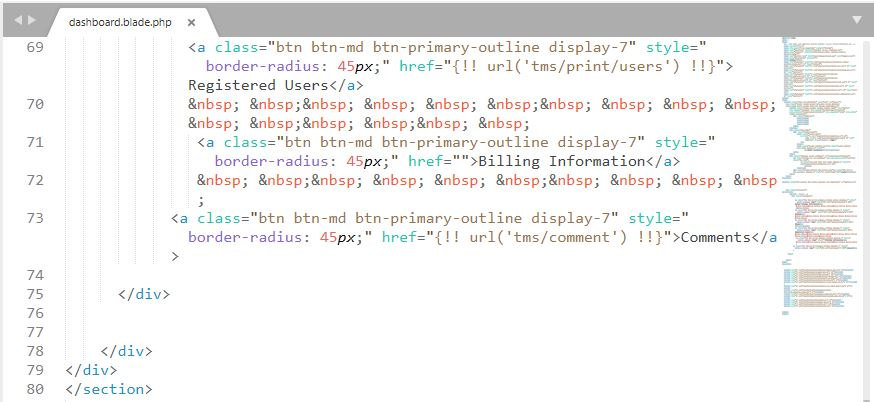 dashboard.blade.php ×
69 <a class="btn btn-md btn-primary-outline display-7" style="
border-radius: 45px;" href="{!! url('tms/print/users') !!}">
Registered Users</a>
70 &nbsp; &nbsp;&nbsp; &nbsp; &nbsp; &nbsp;&nbsp; &nbsp; &nbsp; &nbsp;
&nbsp; &nbsp;&nbsp; &nbsp;&nbsp; &nbsp;
71 <a class="btn btn-md btn-primary-outline display-7" style="
border-radius: 45px;" href="">Billing Information</a>
72 &nbsp; &nbsp;&nbsp; &nbsp; &nbsp; &nbsp;&nbsp; &nbsp; &nbsp; &nbsp
;
73 <a class="btn btn-md btn-primary-outline display-7" style="
border-radius: 45px;" href="{!! url('tms/comment') !!}">Comments</a
>
74
75 </div>
76
77
78 </div>
79 </div>
80 </section>